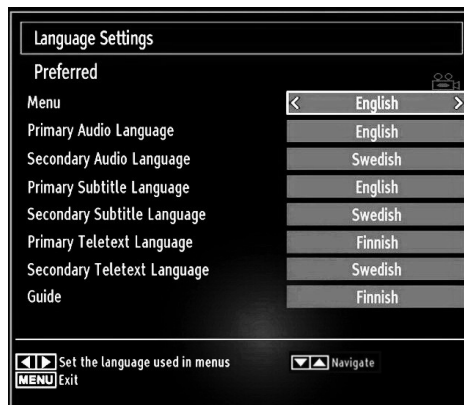 Language Settings
Preferred
Menu English
Primary Audio Language English
Secondary Audio Language Swedish
Primary Subtitle Language English
Secondary Subtitle Language Swedish
Primary Teletext Language Finnish
Secondary Teletext Language Swedish
Guide Finnish
Set the language used in menus Navigate
MENU Exit